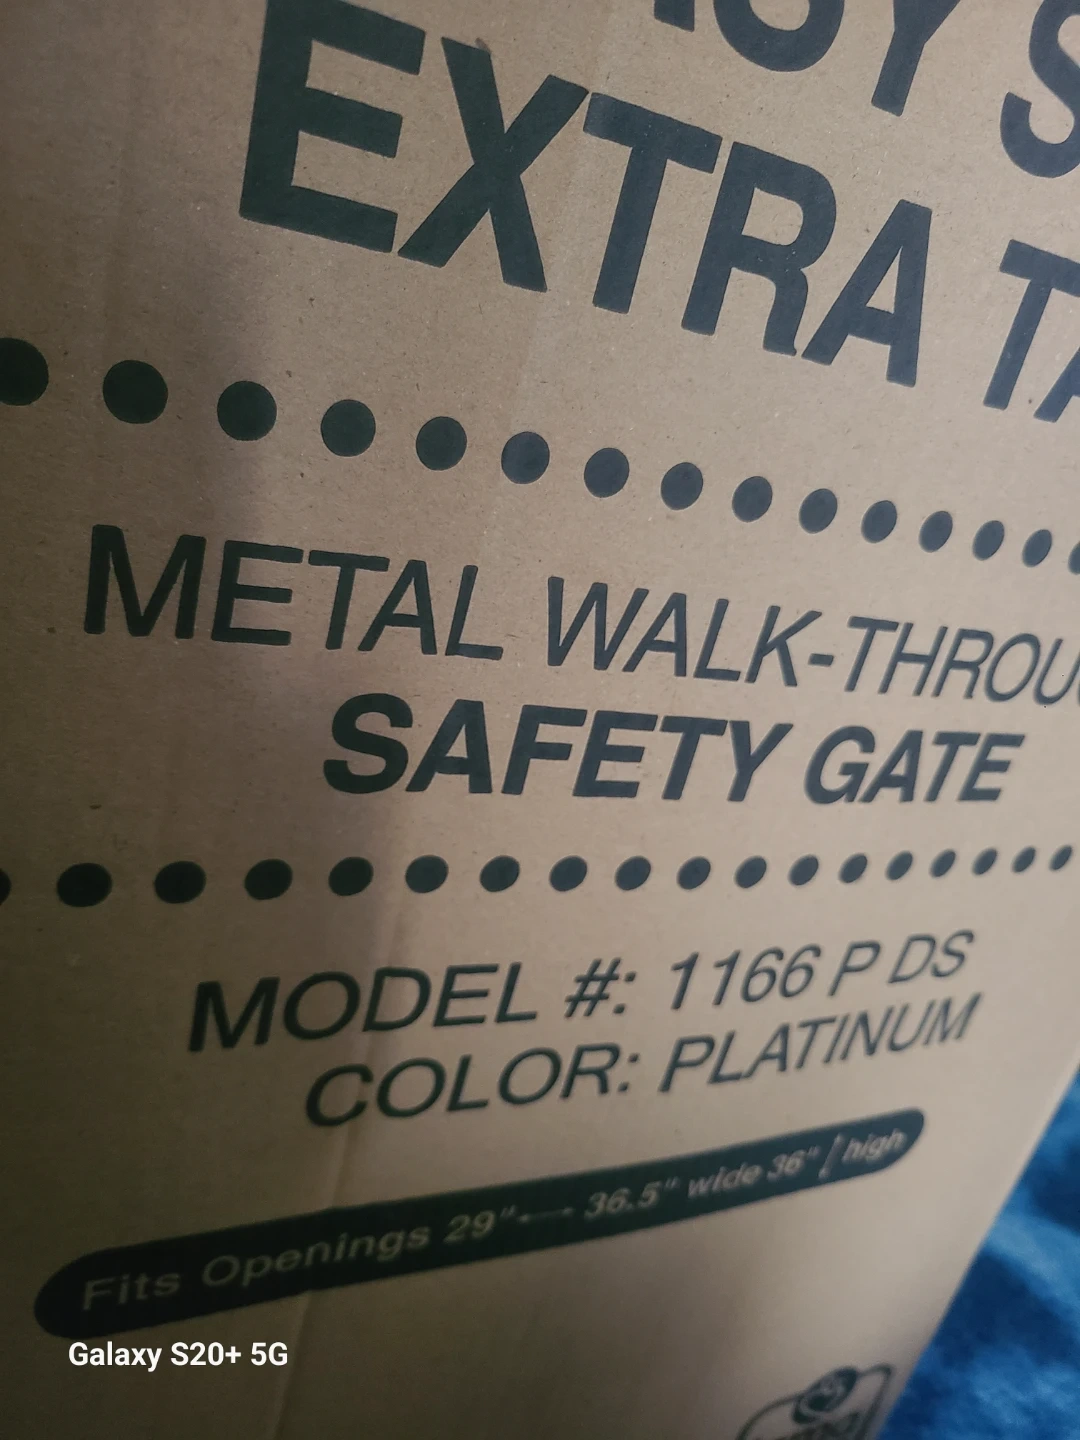 EXTRA
METAL WALK-THROU
SAFETY GATE
MODEL #: 1166 P DS
COLOR: PLATINUM
Fits Openings 29" 36.5" wide 36" high
Galaxy S20+ 5G